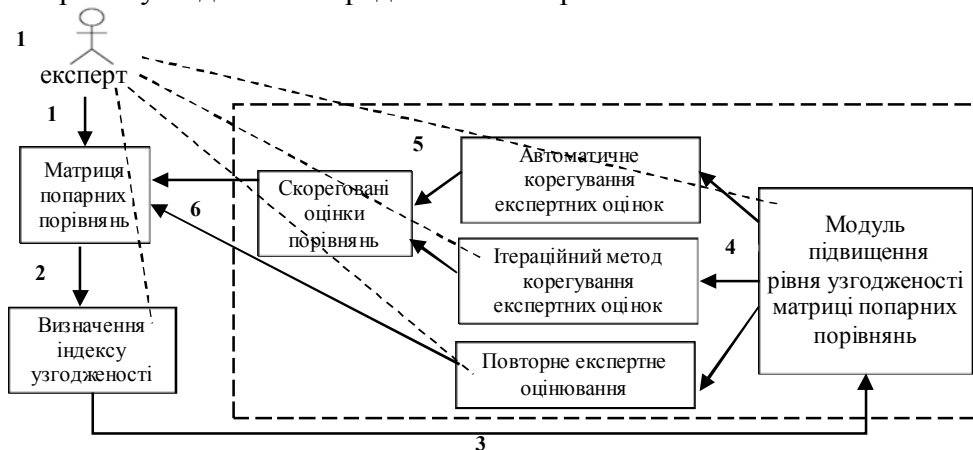 1
експерт
1
5
Матриця
попарних
порівнянь
Скореговані
оцінки
порівнянь
Автоматичне
корегування
експертних оцінок
6
4
Модуль
підвищення
рівня узгодженості
матриці попарних
порівнянь
2
Ітераційний метод
корегування
експертних оцінок
Визначення
індексу
узгодженості
Повторне експертне
оцінювання
3